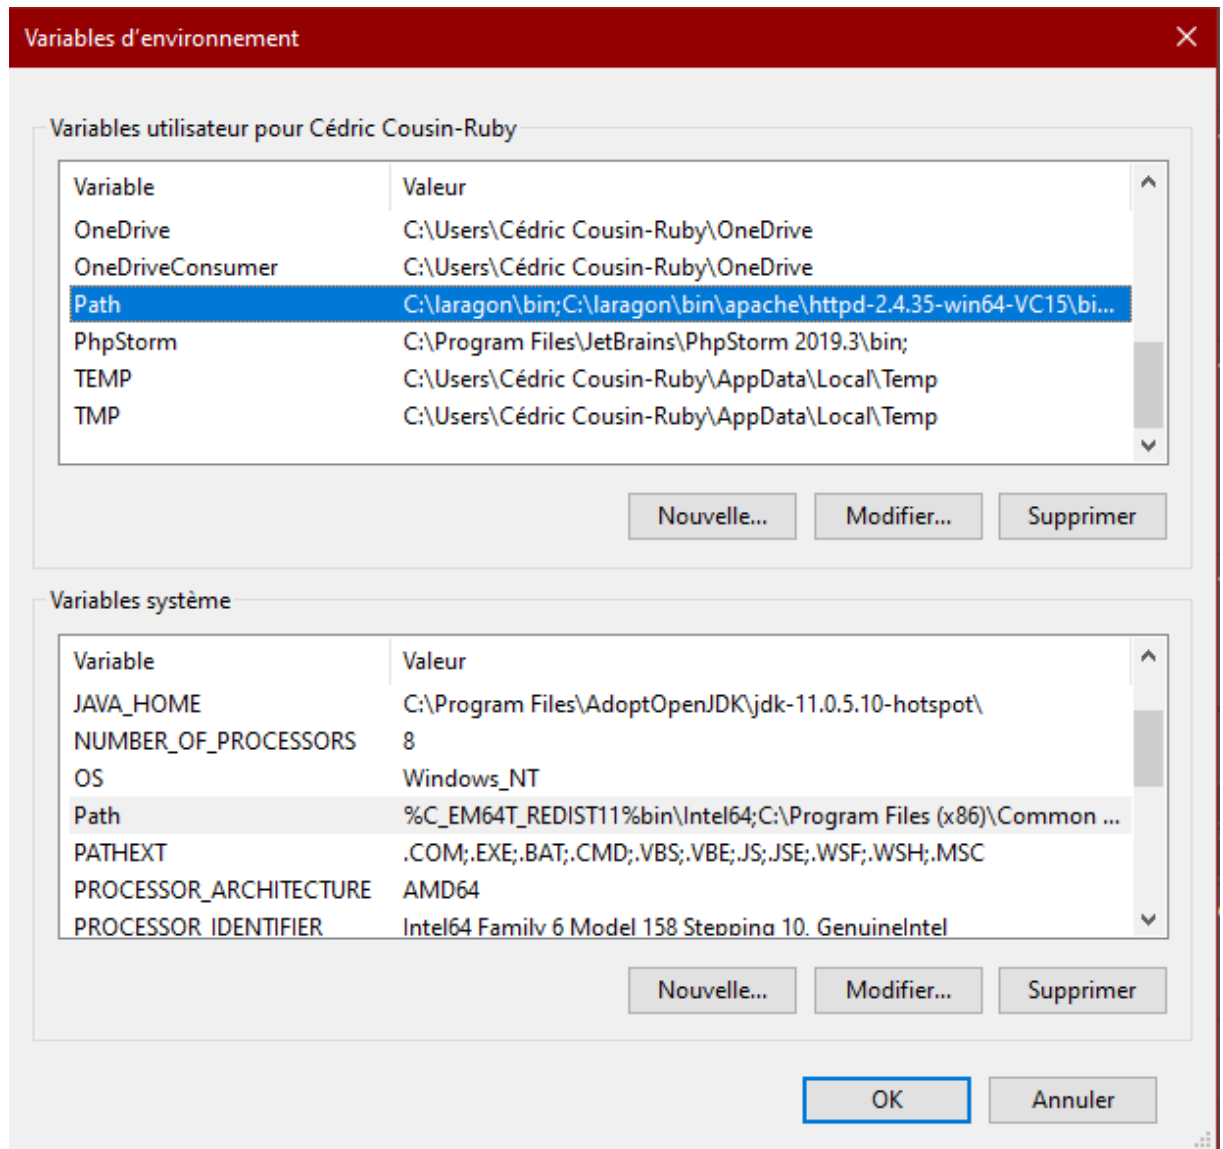 Variables d'environnement
Variables utilisateur pour Cédric Cousin-Ruby
Variable Valeur
OneDrive C:\Users\Cédric Cousin-Ruby\OneDrive
OneDriveConsumer C:\Users\Cédric Cousin-Ruby\OneDrive
Path C:\laragon\bin;C:\laragon\bin\apache\httpd-2.4.35-win64-VC15\bi...
PhpStorm C:\Program Files\JetBrains\PhpStorm 2019.3\bin;
TEMP C:\Users\Cédric Cousin-Ruby\AppData\Local\Temp
TMP C:\Users\Cédric Cousin-Ruby\AppData\Local\Temp
Nouvelle... Modifier... Supprimer
Variables système
Variable Valeur
JAVA_HOME C:\Program Files\AdoptOpenJDK\jdk-11.0.5.10-hotspot\
NUMBER_OF_PROCESSORS 8
OS Windows_NT
Path %C_EM64T_REDIST11%bin\Intel64;C:\Program Files (x86)\Common ...
PATHEXT .COM;.EXE;.BAT;.CMD;.VBS;.VBE;.JS;.JSE;.WSF;.WSH;.MSC
PROCESSOR_ARCHITECTURE AMD64
PROCESSOR_IDENTIFIER Intel64 Family 6 Model 158 Stepping 10, GenuineIntel
Nouvelle... Modifier... Supprimer
OK Annuler